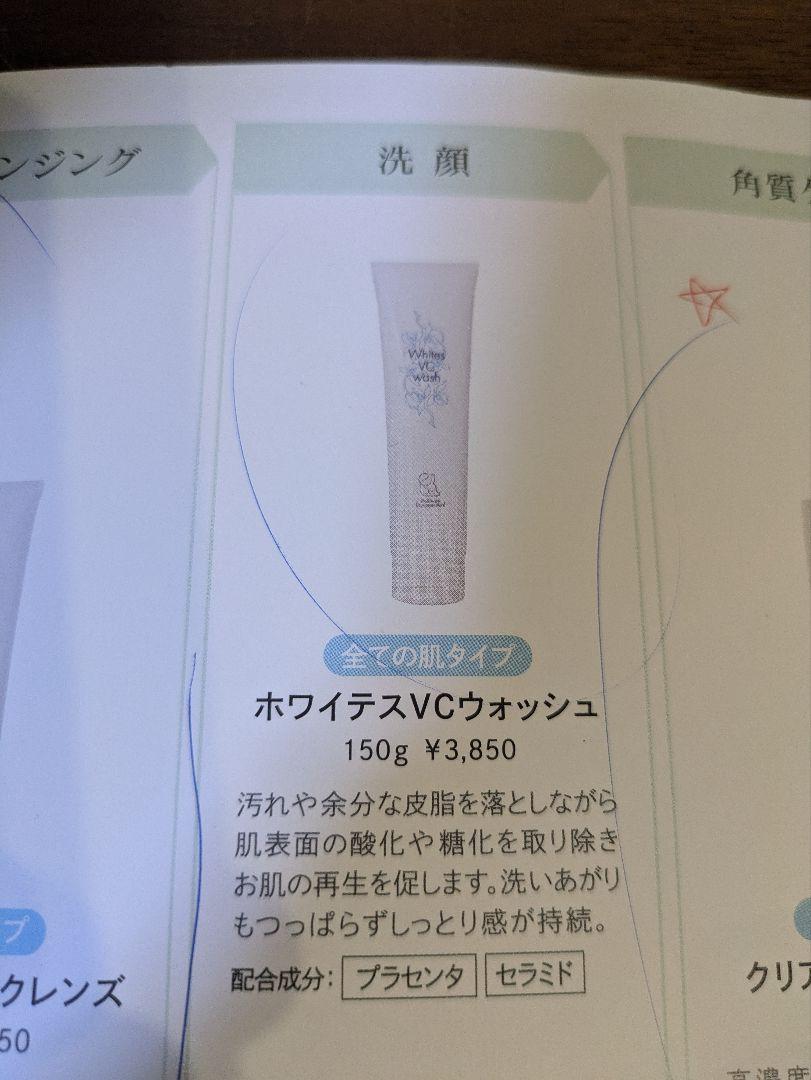 ンジング
洗顔
角質
Whites
VC
wash
全ての肌タイプ
ホワイテスVCウォッシュ
150g ¥3,850
汚れや余分な皮脂を落としながら
肌表面の酸化や糖化を取り除き
お肌の再生を促します。洗いあがり
もつっぱらずしっとり感が持続。
配合成分: プラセンタ セラミド
プ
クレンズ
50
クリア
高濃度